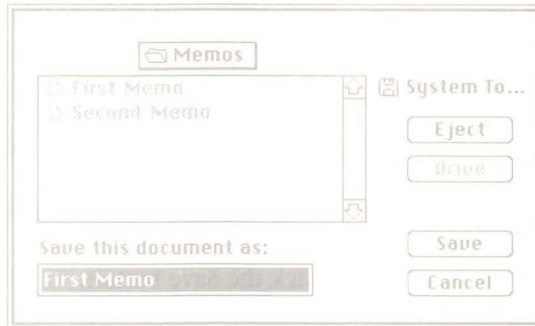 Memos
First Memo
Second Memo
System To...
Eject
Drive
Save this document as:
First Memo
Save
Cancel